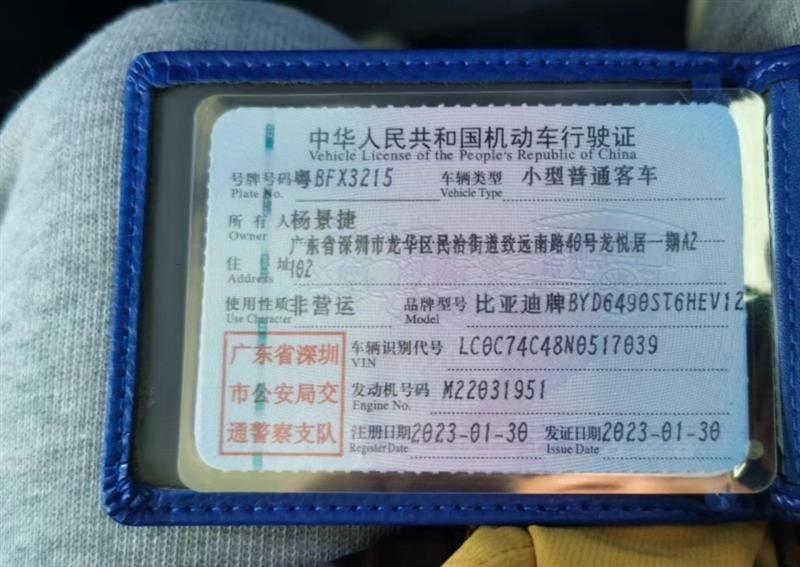 中华人民共和国机动车行驶证
Vehicle License of the People's Republic of China
号牌号码 粤BFX3215 车辆类型 小型普通客车
Plate No. Vehicle Type
所有人 杨景捷
Owner
广东省深圳市龙华区民治街道致远南路40号龙悦居一期A2
住址 102
Address
使用性质 非营运 品牌型号 比亚迪牌BYD6490ST6HEV12
Use Character Model
广东省深圳
市公安局交
通警察支队
车辆识别代号 LC0C74C48N0517039
VIN
发动机号码 M22031951
Engine No.
注册日期 2023-01-30 发证日期 2023-01-30
Register Date Issue Date